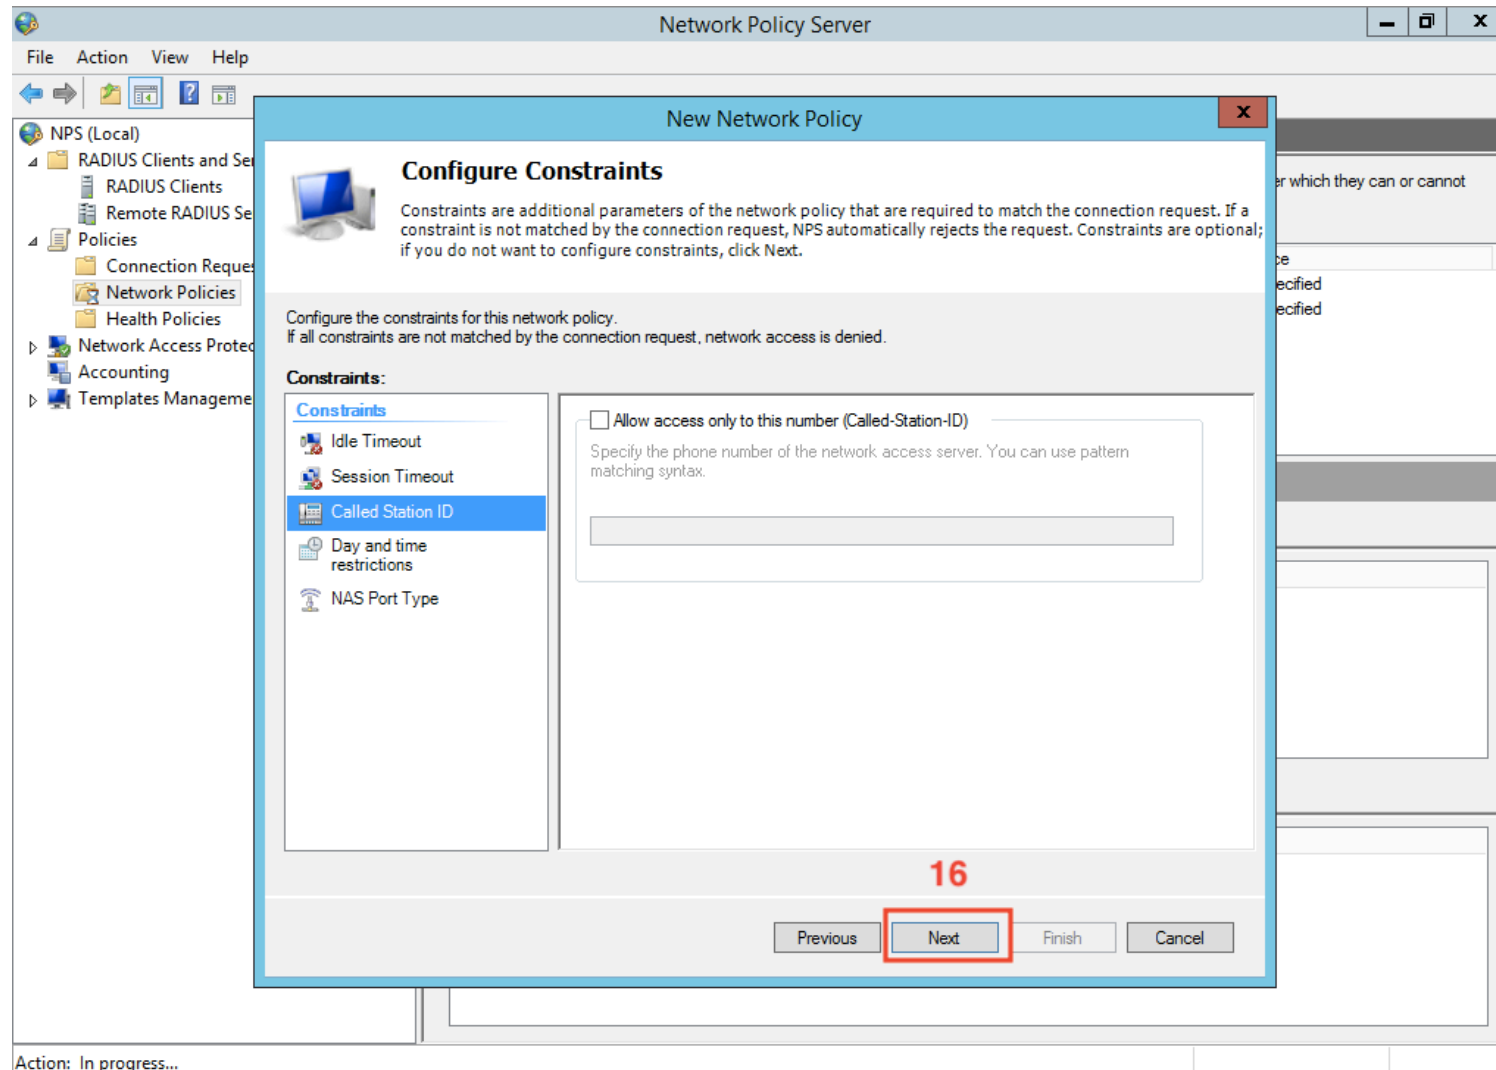 Network Policy Server
File Action View Help
NPS (Local)
RADIUS Clients and Se
RADIUS Clients
Remote RADIUS Se
Policies
Connection Reques
Network Policies
Health Policies
Network Access Protec
Accounting
Templates Manageme
New Network Policy
x
Configure Constraints
Constraints are additional parameters of the network policy that are required to match the connection request. If a
constraint is not matched by the connection request, NPS automatically rejects the request. Constraints are optional;
if you do not want to configure constraints, click Next.
Configure the constraints for this network policy.
If all constraints are not matched by the connection request, network access is denied.
Constraints:
Constraints
Idle Timeout
Session Timeout
Called Station ID
Day and time
restrictions
NAS Port Type
Allow access only to this number (Called-Station-ID)
Specify the phone number of the network access server. You can use pattern
matching syntax.
16
Previous Next Finish Cancel
er which they can or cannot
ce
ecified
ecified
Action: In progress...